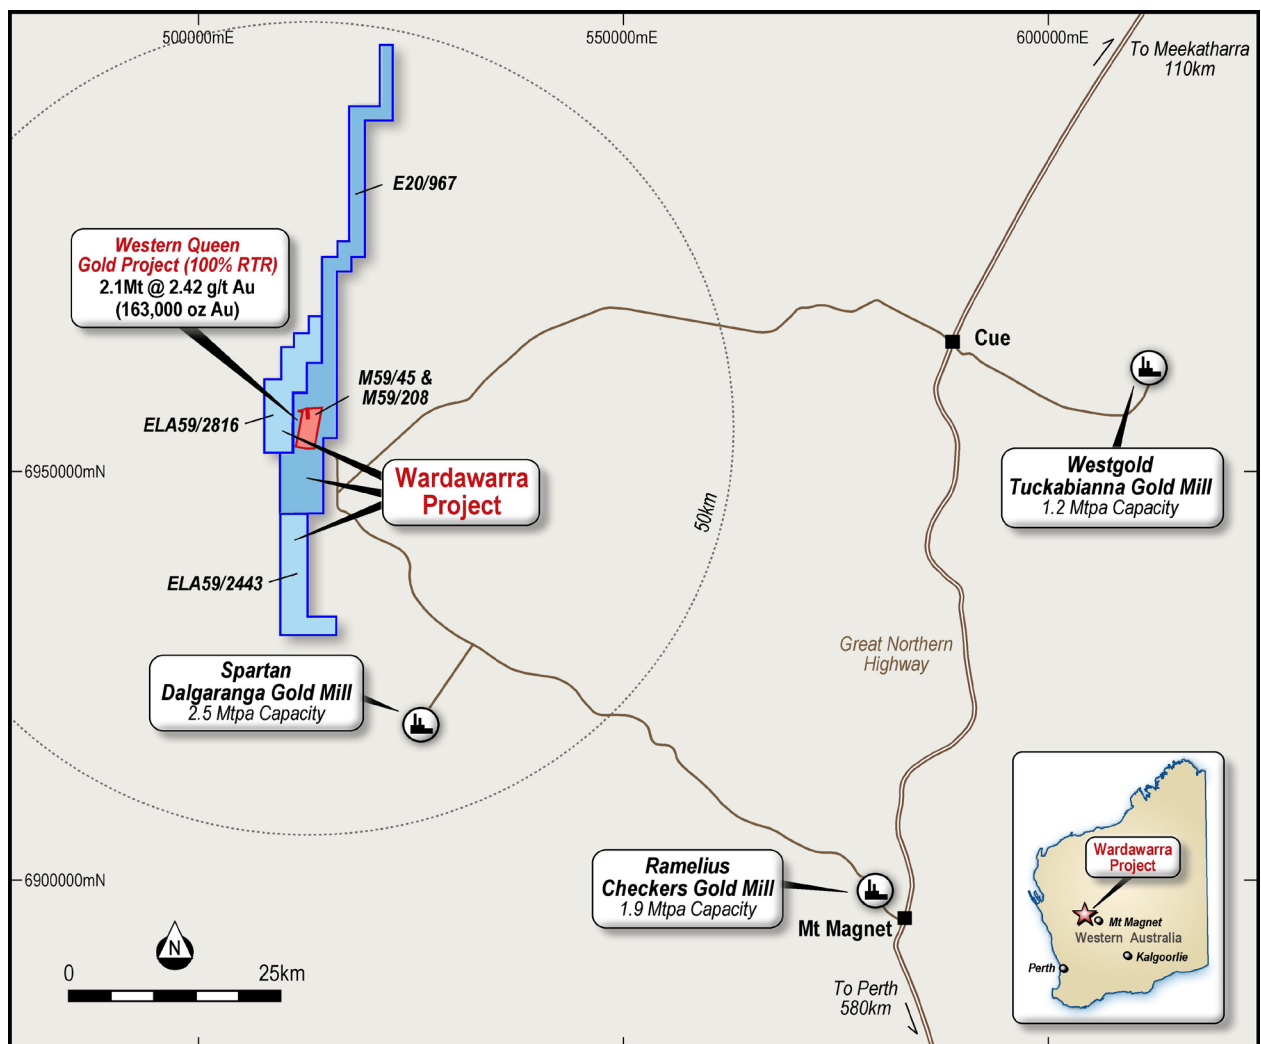 500000mE
550000mE
600000mE
To Meekatharra
110km
E20/967
Western Queen
Gold Project (100% RTR)
2.1Mt @ 2.42 g/t Au
(163,000 oz Au)
Cue
M59/45 &
M59/208
ELA59/2816
6950000mN
Wardawarra
Project
Westgold
Tuckabianna Gold Mill
1.2 Mtpa Capacity
50km
ELA59/2443
Great Northern
Highway
Spartan
Dalgaranga Gold Mill
2.5 Mtpa Capacity
Ramelius
Checkers Gold Mill
1.9 Mtpa Capacity
6900000mN
Mt Magnet
N
0 25km
To Perth
580km
Wardawarra
Project
Mt Magnet
Western Australia
Kalgoorlie
Perth